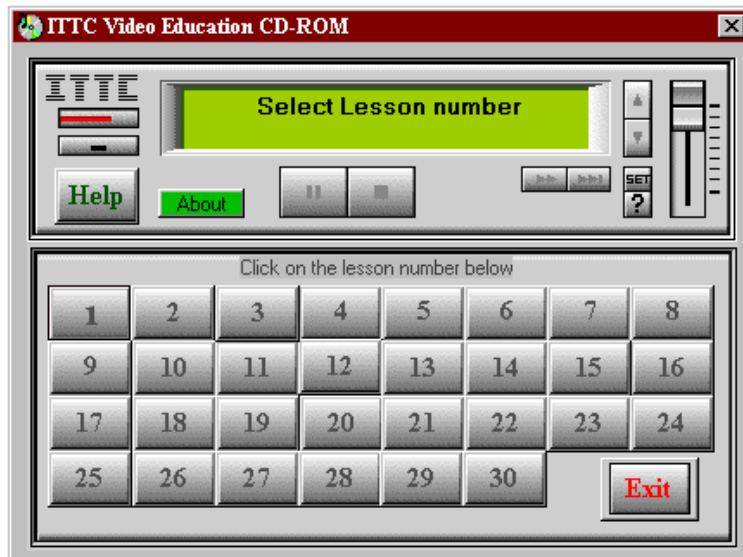 ITTC Video Education CD-ROM
ITTC
Select Lesson number
Help
About
SET
?
Click on the lesson number below
1 2 3 4 5 6 7 8
9 10 11 12 13 14 15 16
17 18 19 20 21 22 23 24
25 26 27 28 29 30
Exit